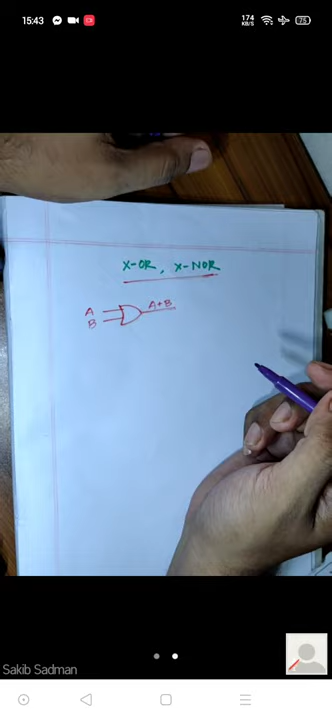 15:43
174
KB/S
75
X-OR, X-NOR
A
A+B
B
Sakib Sadman